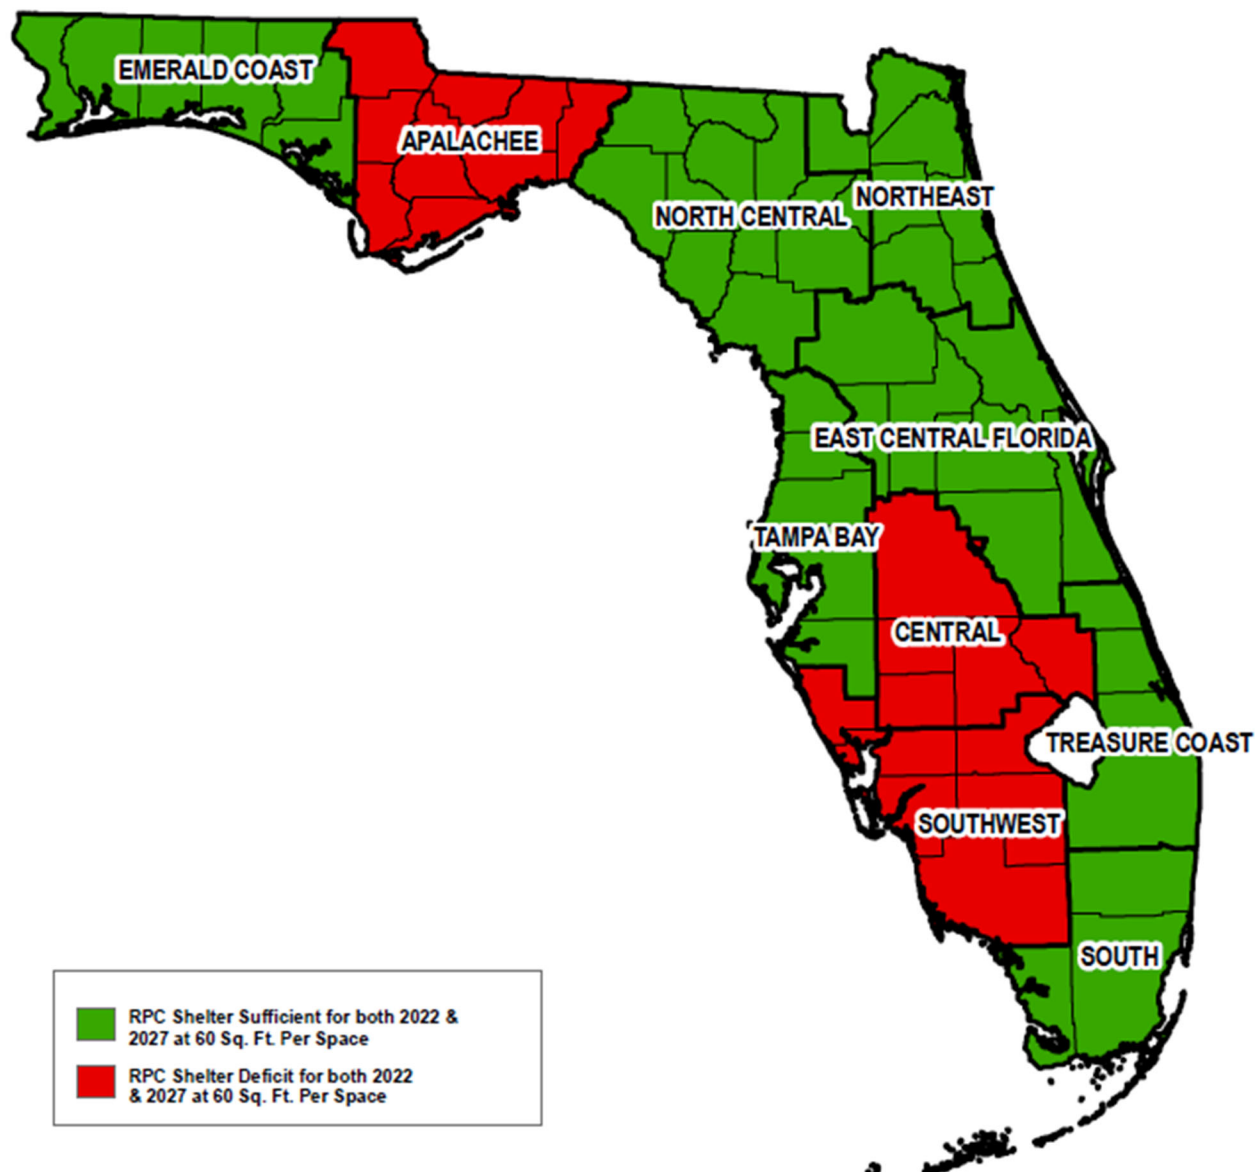 EMERALD COAST
APALACHEE
NORTHEAST
NORTH CENTRAL
EAST CENTRAL FLORIDA
TAMPA BAY
CENTRAL
TREASURE COAST
SOUTHWEST
SOUTH
RPC Shelter Sufficient for both 2022 &
2027 at 60 Sq. Ft. Per Space
RPC Shelter Deficit for both 2022
& 2027 at 60 Sq. Ft. Per Space